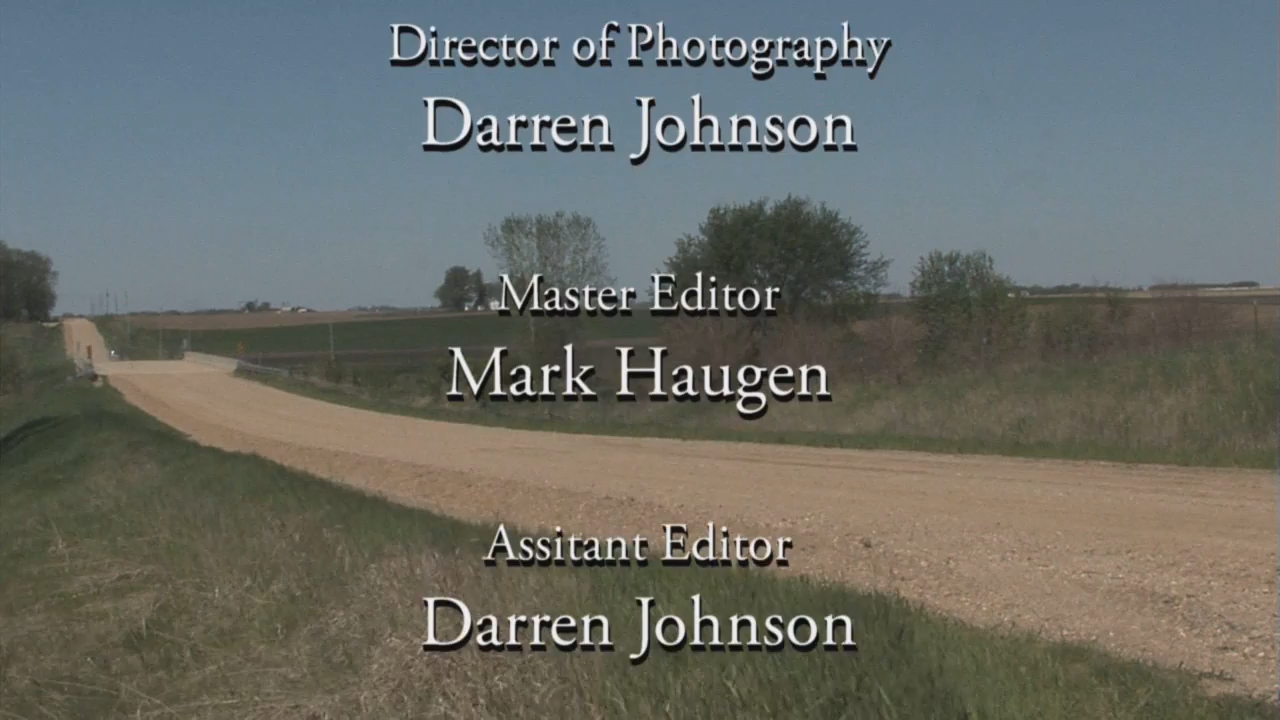 Director of Photography
Darren Johnson
Master Editor
Mark Haugen
Assitant Editor
Darren Johnson